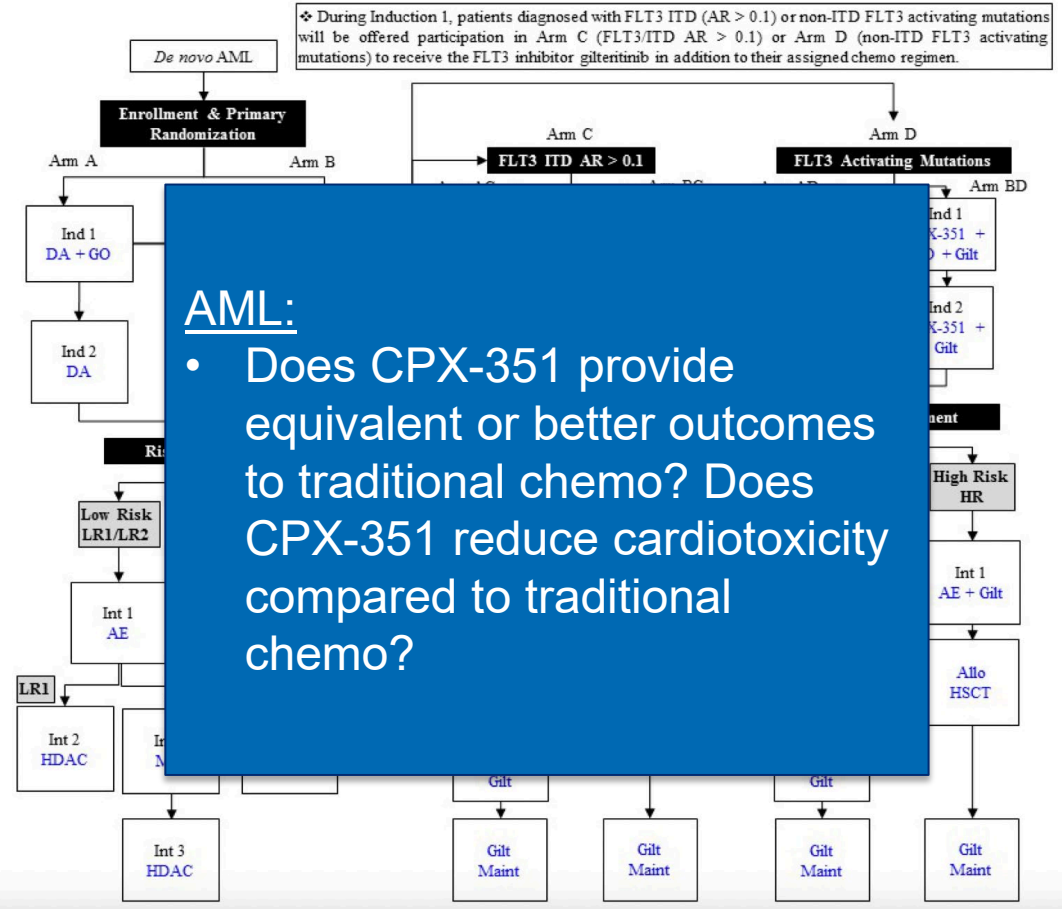 ❖ During Induction 1, patients diagnosed with FLT3 ITD (AR > 0.1) or non-ITD FLT3 activating mutations
will be offered participation in Arm C (FLT3/ITD AR > 0.1) or Arm D (non-ITD FLT3 activating
mutations) to receive the FLT3 inhibitor gilteritinib in addition to their assigned chemo regimen.
De novo AML
Enrollment & Primary
Randomization
Arm A
Arm B
Arm C
FLT3 ITD AR > 0.1
Arm D
FLT3 Activating Mutations
Arm BD
Ind 1
DA + GO
Ind 2
DA
Ind 1
+
+ Gilt
Ind 2
+
Gilt
AML:
• Does CPX-351 provide
equivalent or better outcomes
to traditional chemo? Does
CPX-351 reduce cardiotoxicity
compared to traditional
chemo?
Low Risk
LR1/LR2
High Risk
HR
Int 1
AE
Int 1
AE + Gilt
LR1
Int 2
HDAC
Allo
HSCT
Gilt
Gilt
Int 3
HDAC
Gilt
Maint
Gilt
Maint
Gilt
Maint
Gilt
Maint